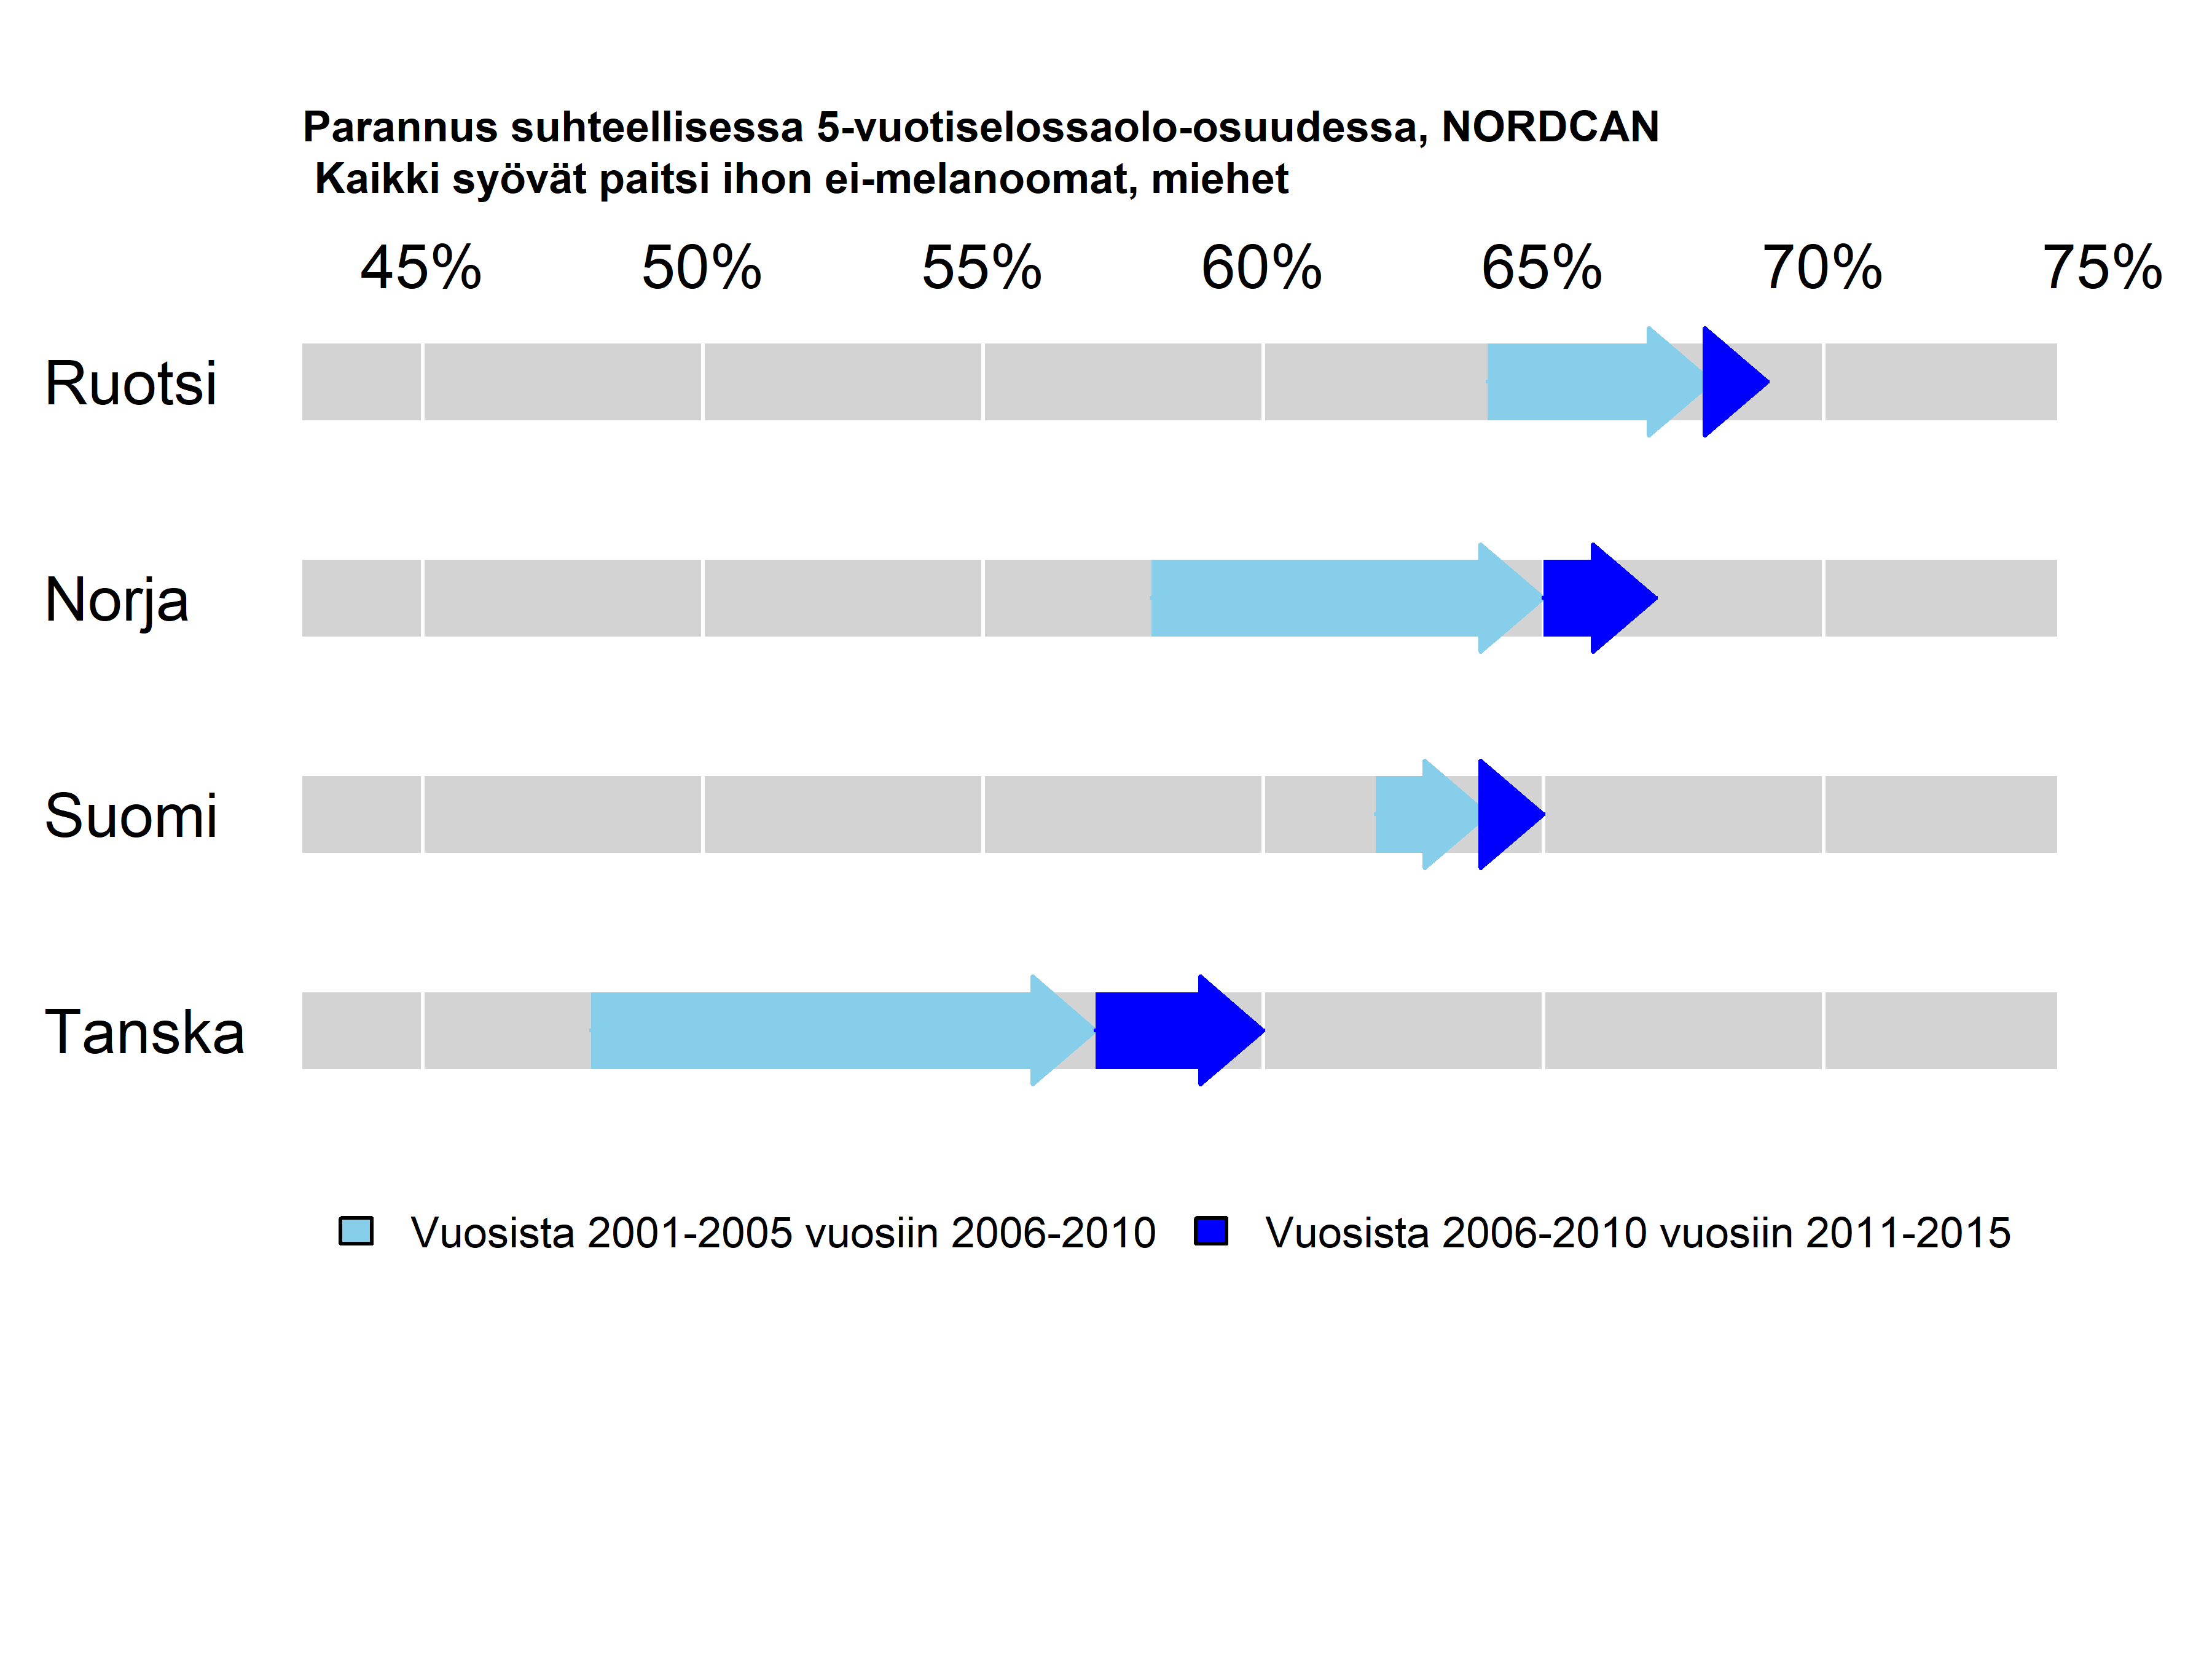 Parannus suhteellisessa 5-vuotiselossaolo-osuudessa, NORDCAN
Kaikki syövät paitsi ihon ei-melanoomat, miehet
45% 50% 55% 60% 65% 70% 75%
Ruotsi
Norja
Suomi
Tanska
Vuosista 2001-2005 vuosiin 2006-2010 Vuosista 2006-2010 vuosiin 2011-2015